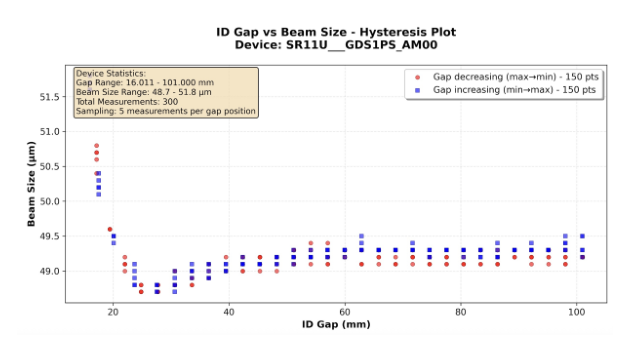 ID Gap vs Beam Size - Hysteresis Plot
Device: SR11U___GDS1PS_AM00
Device Statistics:
Gap Range: 16.011 - 101.000 mm
Beam Size Range: 48.7 - 51.8 μm
Total Measurements: 300
Sampling: 5 measurements per gap position
Gap decreasing (max→min) - 150 pts
Gap increasing (min→max) - 150 pts
Beam Size (μm)
51.5
51.0
50.5
50.0
49.5
49.0
20
40
60
80
100
ID Gap (mm)